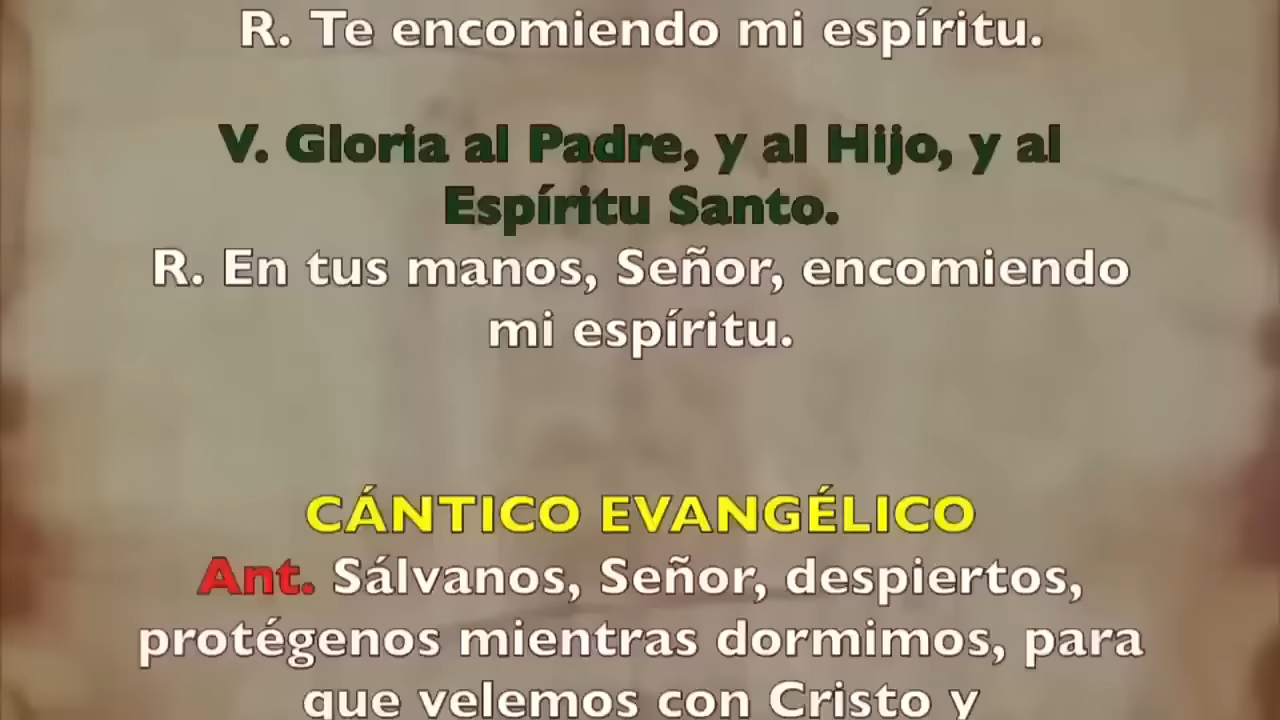 R. Te encomiendo mi espíritu.
V. Gloria al Padre, y al Hijo, y al
Espíritu Santo.
R. En tus manos, Señor, encomiendo
mi espíritu.
CÁNTICO EVANGÉLICO
Ant. Sálvanos, Señor, despiertos,
protégenos mientras dormimos, para
que velemos con Cristo y